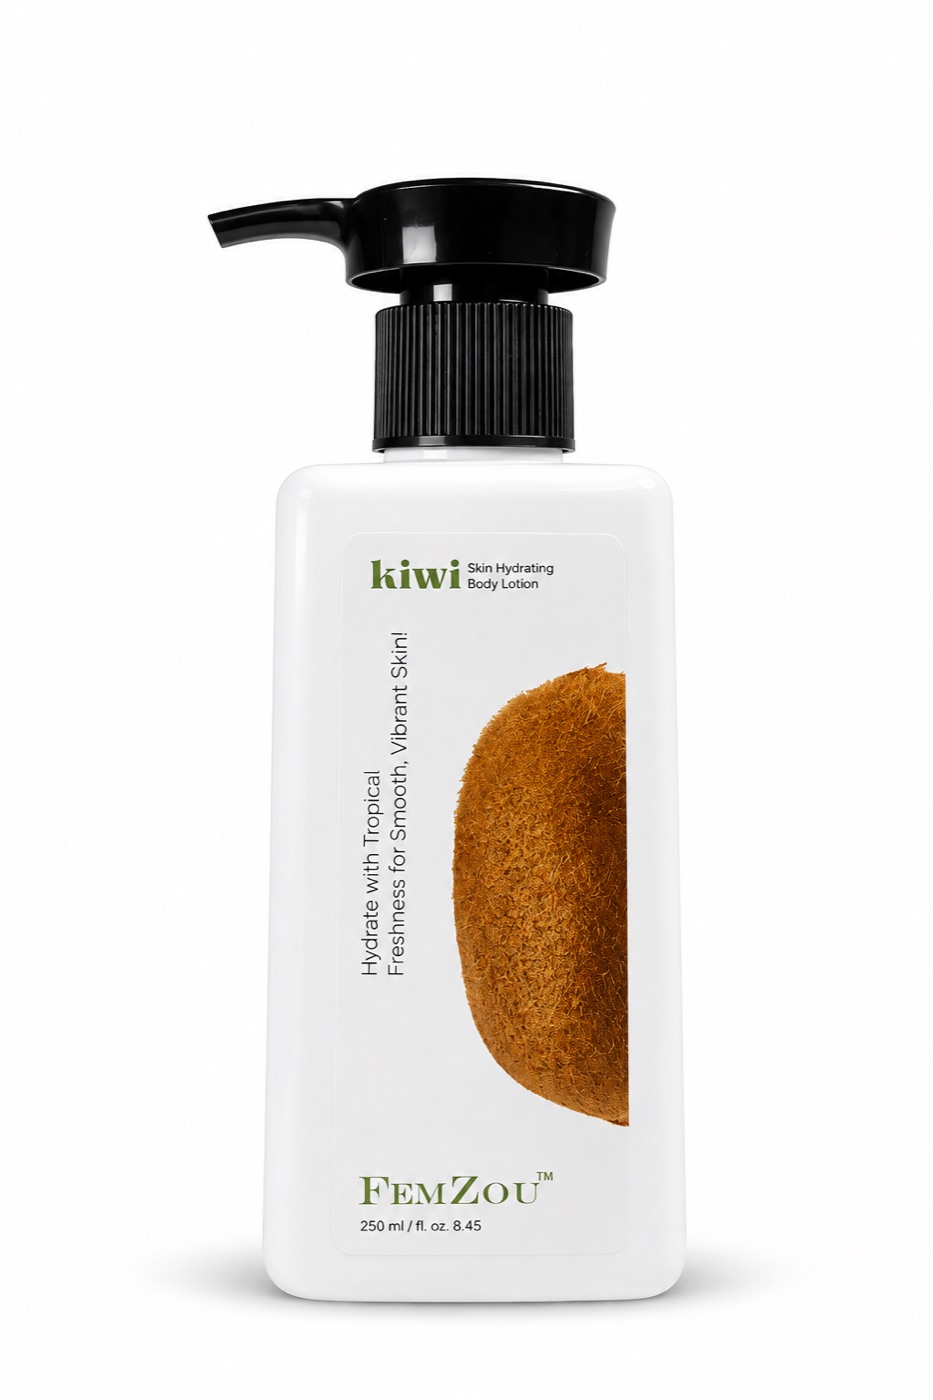 kiwi Skin Hydrating
Body Lotion
Hydrate with Tropical
Freshness for Smooth, Vibrant Skin!
FEMZOU™
250 ml / fl. oz. 8.45